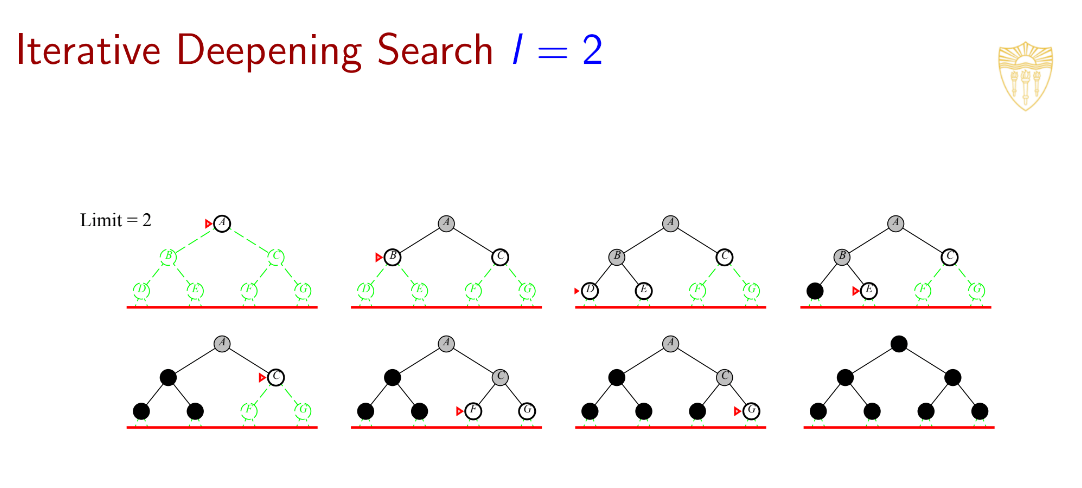 Iterative Deepening Search l = 2
Limit = 2
A A A A
B C B C B C B C
D E F G D E F G D E F G E F G
A A A
C C C
F G F G G